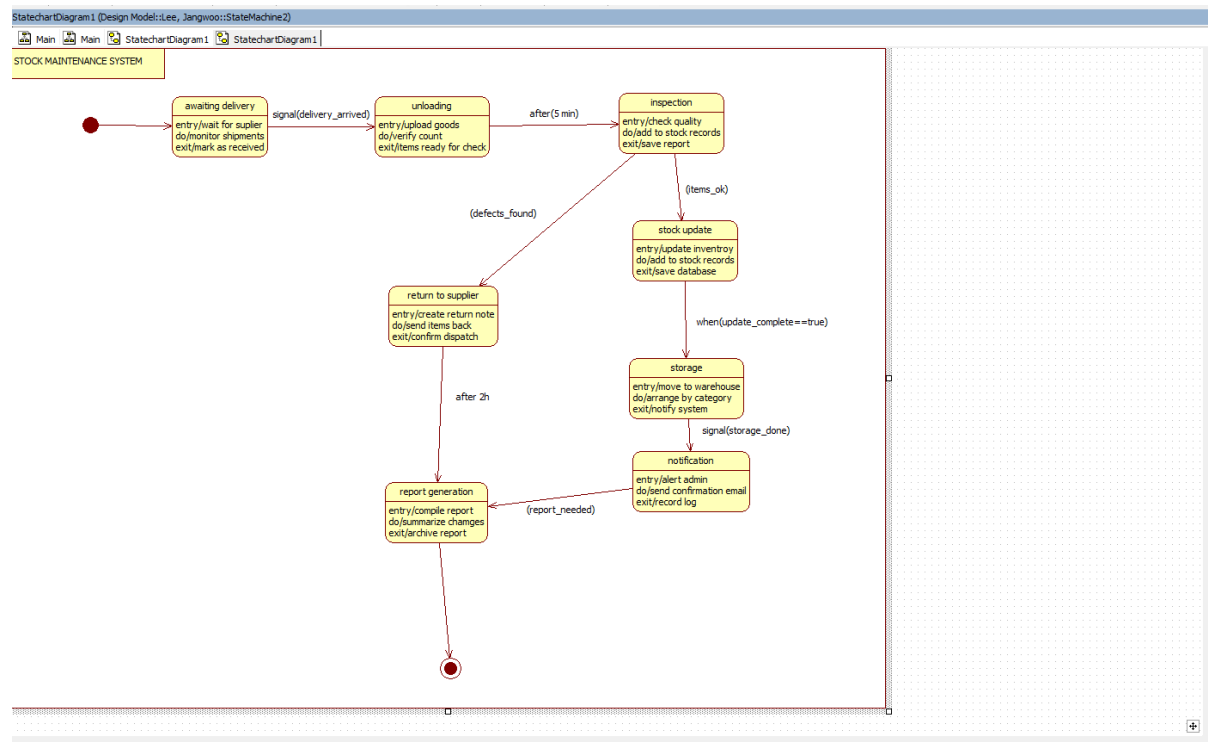 StatechartDiagram1 (Design Model::Lee, Jangwoo::StateMachine2)
Main Main StatechartDiagram1 StatechartDiagram1
STOCK MAINTENANCE SYSTEM
awaiting delivery
entry/wait for suplier
do/monitor shipments
exit/mark as received
signal(delivery_arrived)
unloading
entry/upload goods
do/verify count
exit/items ready for check
after(5 min)
inspection
entry/check quality
do/add to stock records
exit/save report
(items_ok)
(defects_found)
stock update
entry/update inventroy
do/add to stock records
exit/save database
return to supplier
entry/create return note
do/send items back
exit/confirm dispatch
when(update_complete==true)
storage
entry/move to warehouse
do/arrange by category
exit/notify system
after 2h
signal(storage_done)
notification
entry/alert admin
do/send confirmation email
exit/record log
report generation
entry/compile report
do/summarize chamges
exit/archive report
(report_needed)